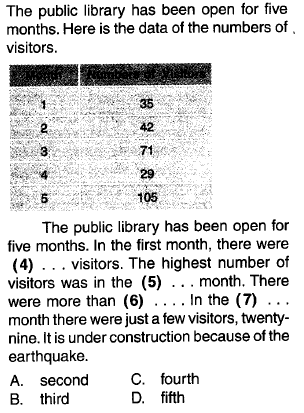 The public library has been open for five
months. Here is the data of the numbers of
visitors.
Month Numbers of Visitors
1 35
2 42
3 71
4 29
5 105
The public library has been open for
five months. In the first month, there were
(4) . . . visitors. The highest number of
visitors was in the (5) . . . month. There
were more than (6) . . . . In the (7) . . .
month there were just a few visitors, twenty-
nine. It is under construction because of the
earthquake.
A. second C. fourth
B. third D. fifth